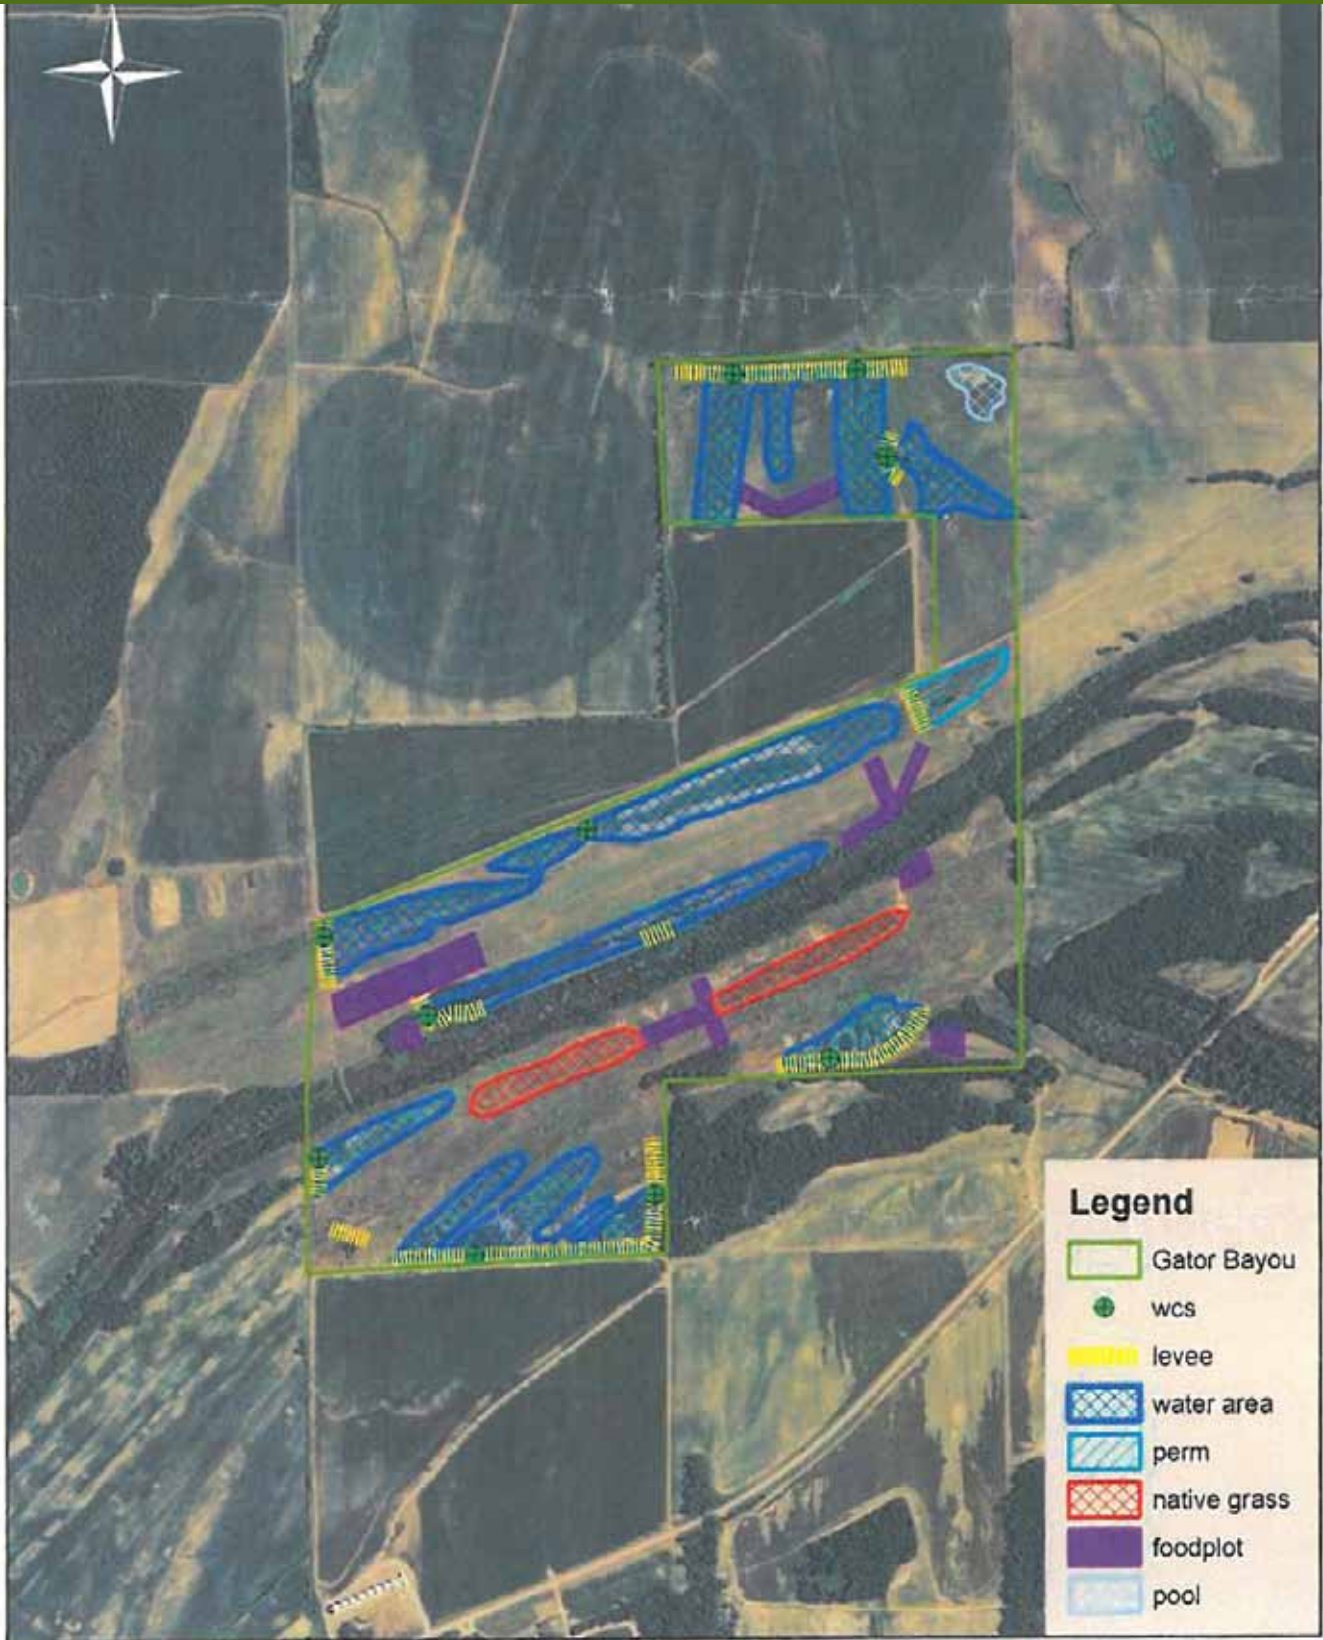 Legend
Gator Bayou
wcs
levee
water area
perm
native grass
foodplot
pool